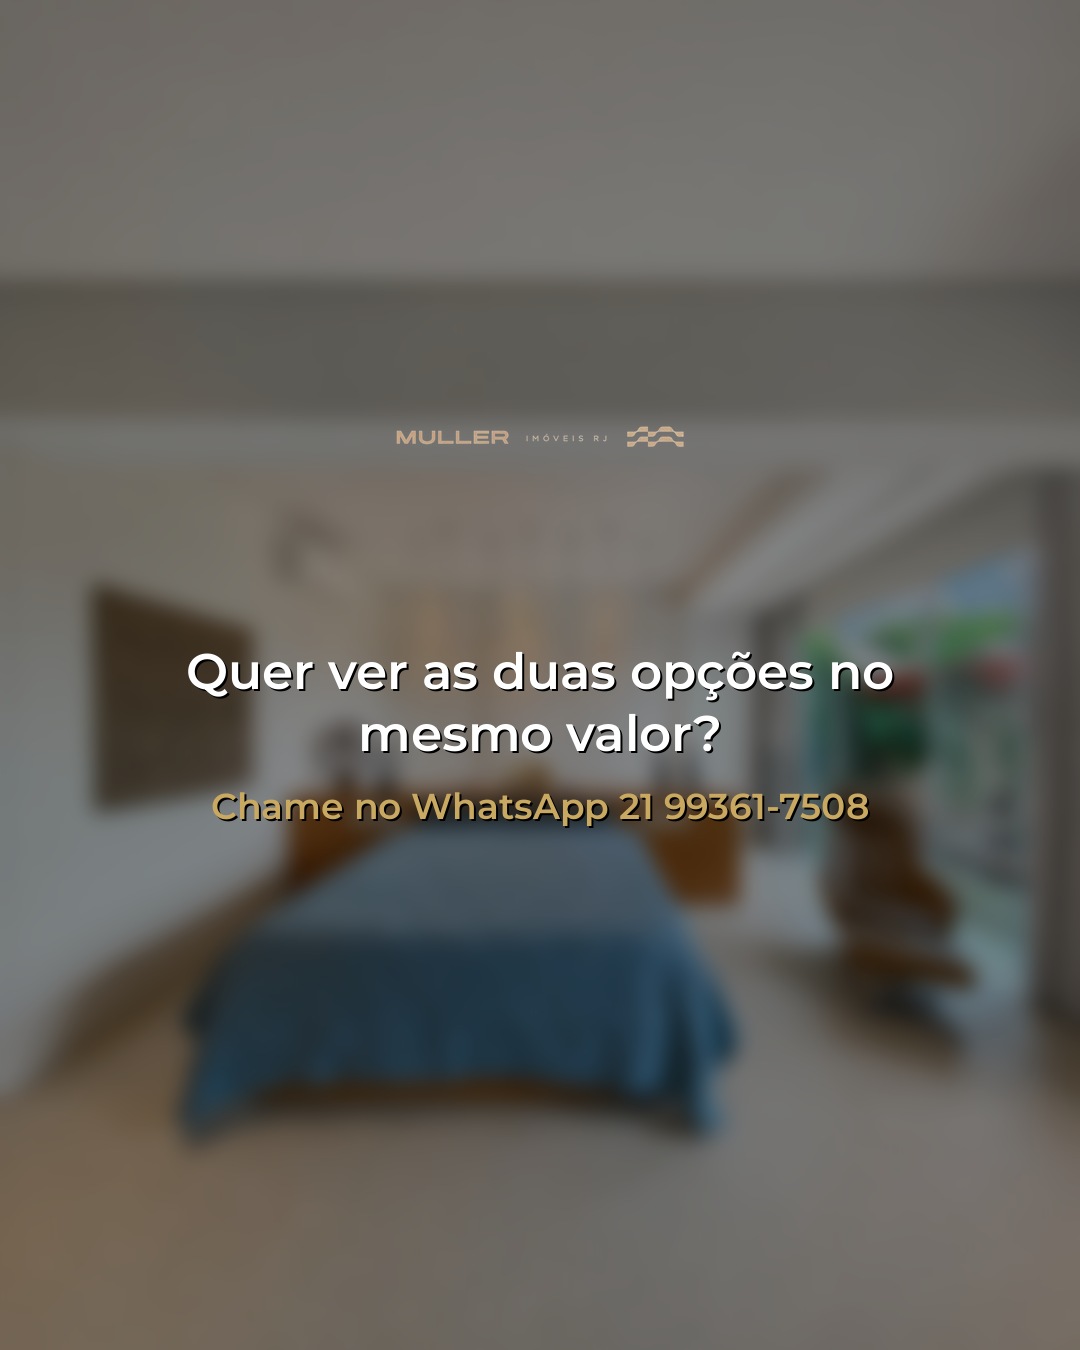 MULLER IMÓVEIS RJ
Quer ver as duas opções no
mesmo valor?
Chame no WhatsApp 21 99361-7508